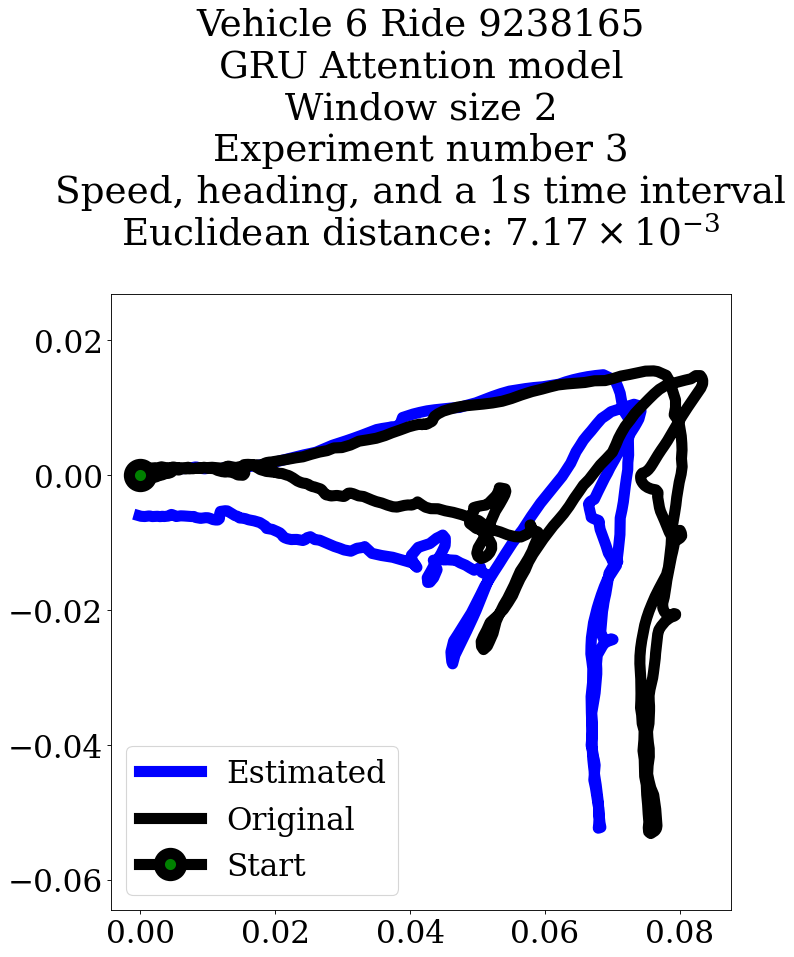 Vehicle 6 Ride 9238165
GRU Attention model
Window size 2
Experiment number 3
Speed, heading, and a 1s time interval
Euclidean distance: 7.17 × 10⁻³
0.02
0.00
−0.02
−0.04
−0.06
Estimated
Original
Start
0.00 0.02 0.04 0.06 0.08